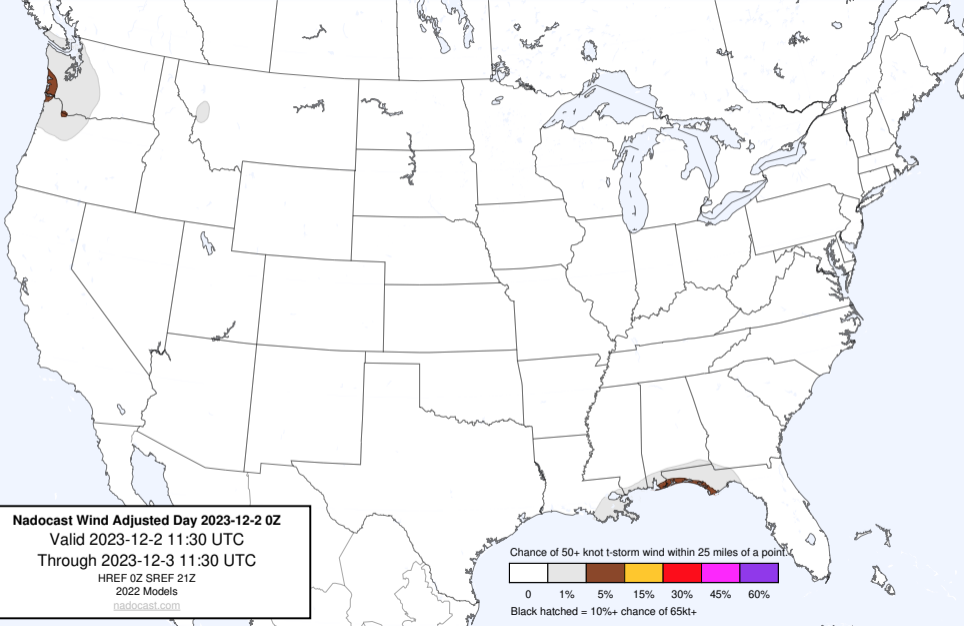 Nadocast Wind Adjusted Day 2023-12-2 0Z
Valid 2023-12-2 11:30 UTC
Through 2023-12-3 11:30 UTC
HREF 0Z SREF 21Z
2022 Models
nadocast.com
Chance of 50+ knot t-storm wind within 25 miles of a point.
0 1% 5% 15% 30% 45% 60%
Black hatched = 10%+ chance of 65kt+